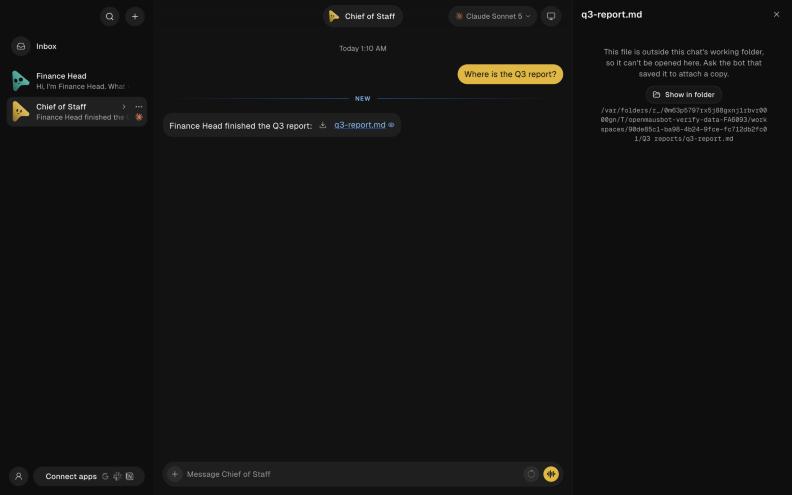 Chief of Staff
Claude Sonnet 5
q3-report.md
Inbox
Finance Head
Hi, I'm Finance Head. What
Chief of Staff
Finance Head finished the
Today 1:10 AM
Where is the Q3 report?
NEW
Finance Head finished the Q3 report: q3-report.md
This file is outside this chat's working folder,
so it can't be opened here. Ask the bot that
saved it to attach a copy.
Show in folder
/var/folders/r_/0m63p5797rx5j88gxnj1rbvr00
00gn/T/openmausbot-verify-data-FA6093/work
spaces/90de85c1-ba98-4b24-9fce-fc712db2fc0
1/Q3 reports/q3-report.md
Connect apps
Message Chief of Staff